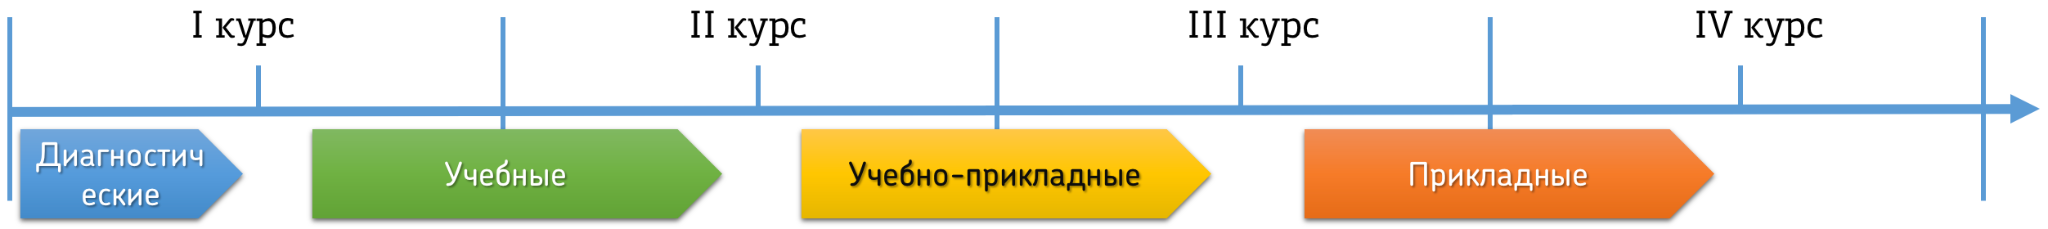 I курс
II курс
III курс
IV курс
Диагностич
еские
Учебные
Учебно-прикладные
Прикладные